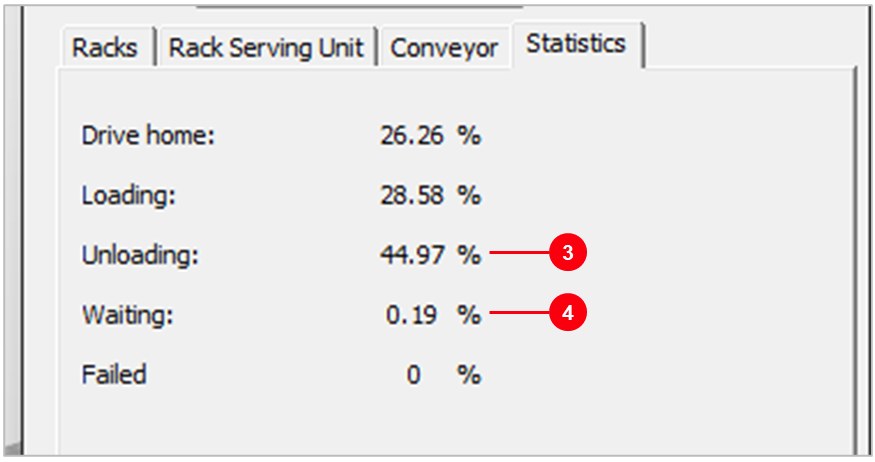 Racks Rack Serving Unit Conveyor Statistics
Drive home: 26.26 %
Loading: 28.58 %
Unloading: 44.97 % 3
Waiting: 0.19 % 4
Failed 0 %